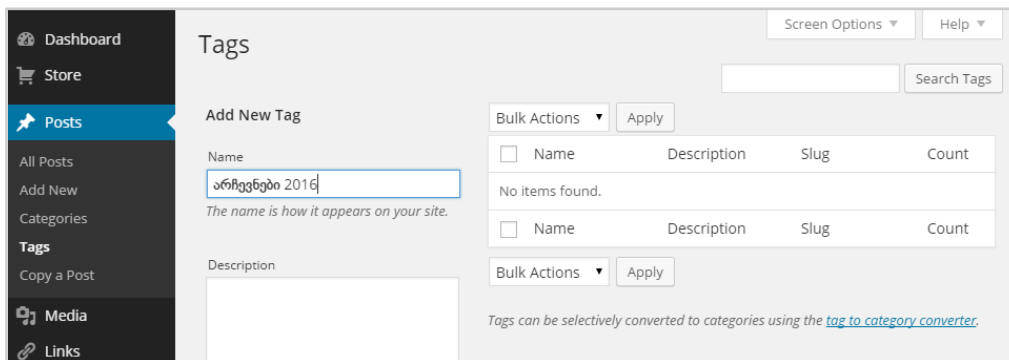 Screen Options ▼ Help ▼
Dashboard
Tags
Store
Search Tags
Posts
Add New Tag
Bulk Actions ▼ Apply
All Posts
Name
Name Description Slug Count
Add New
არჩევნები 2016
No items found.
Categories
The name is how it appears on your site.
Name Description Slug Count
Tags
Copy a Post
Description
Bulk Actions ▼ Apply
Media
Tags can be selectively converted to categories using the tag to category converter.
Links